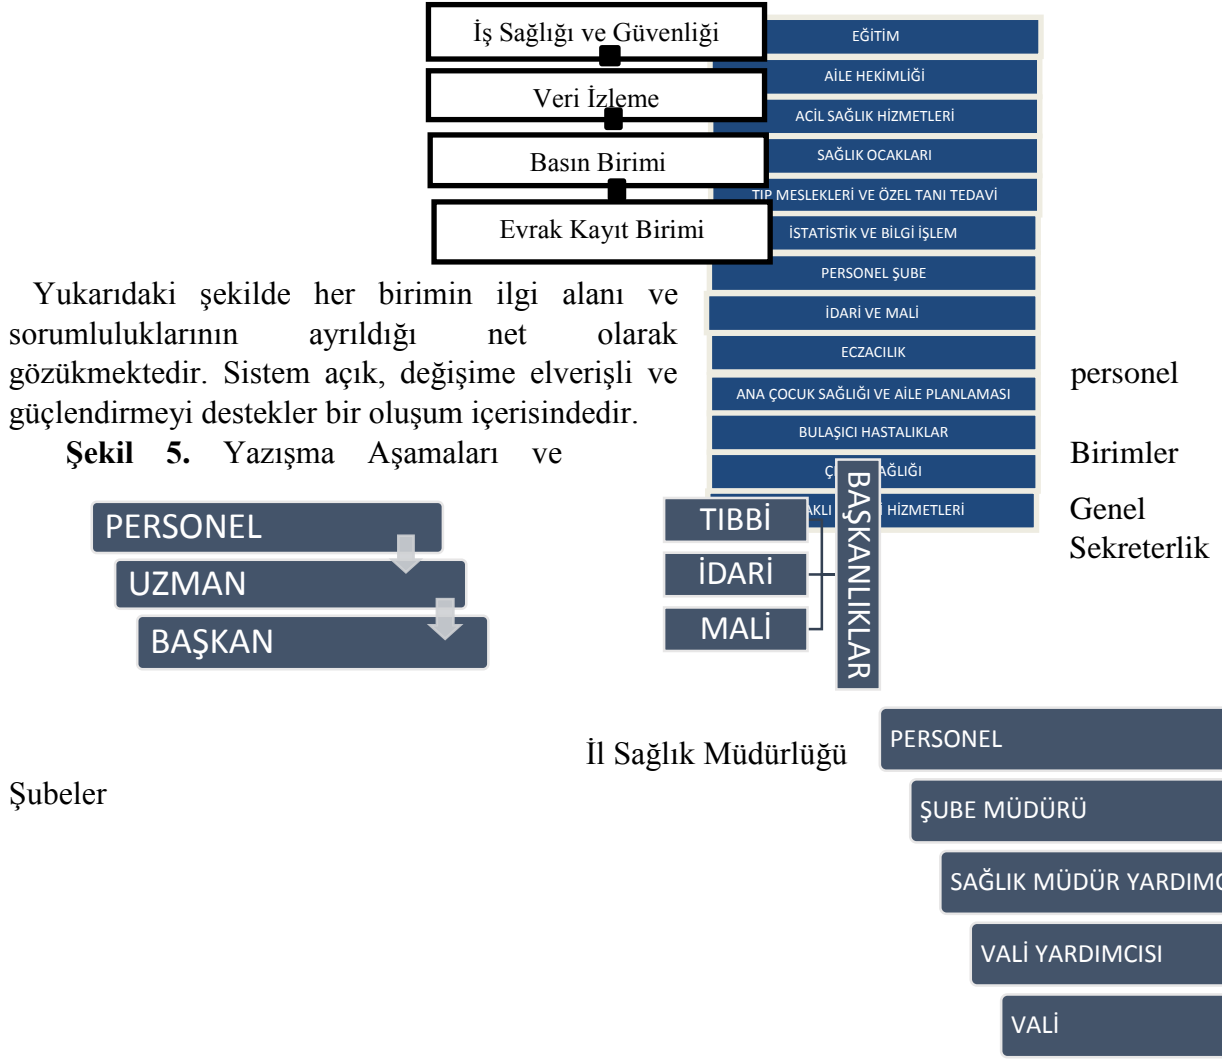 İş Sağlığı ve Güvenliği
Veri İzleme
Basın Birimi
Evrak Kayıt Birimi
EĞİTİM
AİLE HEKİMLİĞİ
ACİL SAĞLIK HİZMETLERİ
SAĞLIK OCAKLARI
TIP MESLEKLERİ VE ÖZEL TANI TEDAVİ
İSTATİSTİK VE BİLGİ İŞLEM
PERSONEL ŞUBE
İDARİ VE MALİ
ECZACILIK
ANA ÇOCUK SAĞLIĞI VE AİLE PLANLAMASI
BULAŞICI HASTALIKLAR
HİZMETLERİ
Yukarıdaki şekilde her birimin ilgi alanı ve
sorumluluklarının ayrıldığı net olarak
gözükmektedir. Sistem açık, değişime elverişli ve personel
güçlendirmeyi destekler bir oluşum içerisindedir.
Şekil 5. Yazışma Aşamaları ve Birimler
Genel
Sekreterlik
PERSONEL
UZMAN
BAŞKAN
TIBBİ
İDARİ
MALİ
BAŞKANLIKLAR
İl Sağlık Müdürlüğü
Şubeler
PERSONEL
ŞUBE MÜDÜRÜ
SAĞLIK MÜDÜR
VALİ YARDIMCISI
VALİ